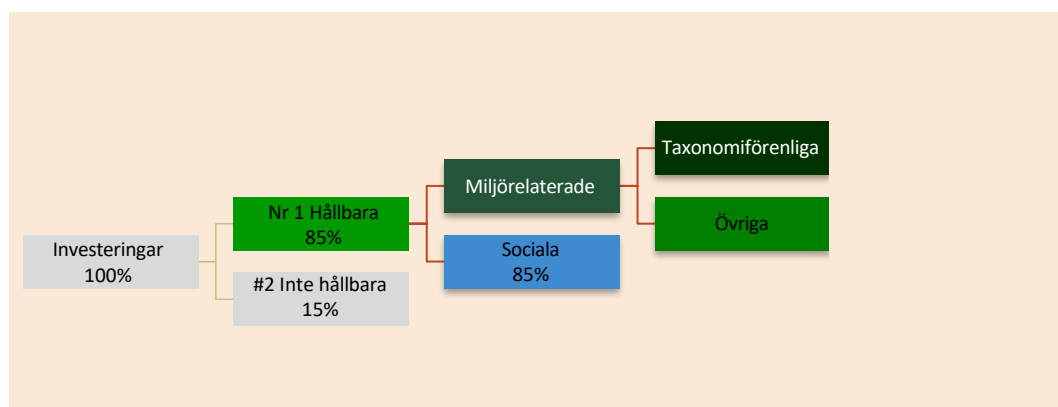 Investeringar
100%
Nr 1 Hållbara
85%
#2 Inte hållbara
15%
Miljörelaterade
Sociala
85%
Taxonomiförenliga
Övriga